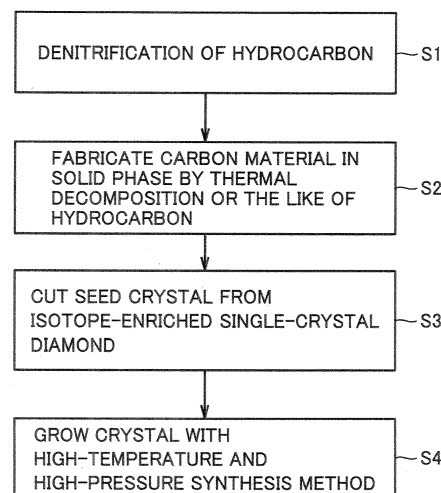 DENITRIFICATION OF HYDROCARBON
S1
FABRICATE CARBON MATERIAL IN
SOLID PHASE BY THERMAL
DECOMPOSITION OR THE LIKE OF
HYDROCARBON
S2
CUT SEED CRYSTAL FROM
ISOTOPE-ENRICHED SINGLE-CRYSTAL
DIAMOND
S3
GROW CRYSTAL WITH
HIGH-TEMPERATURE AND
HIGH-PRESSURE SYNTHESIS METHOD
S4